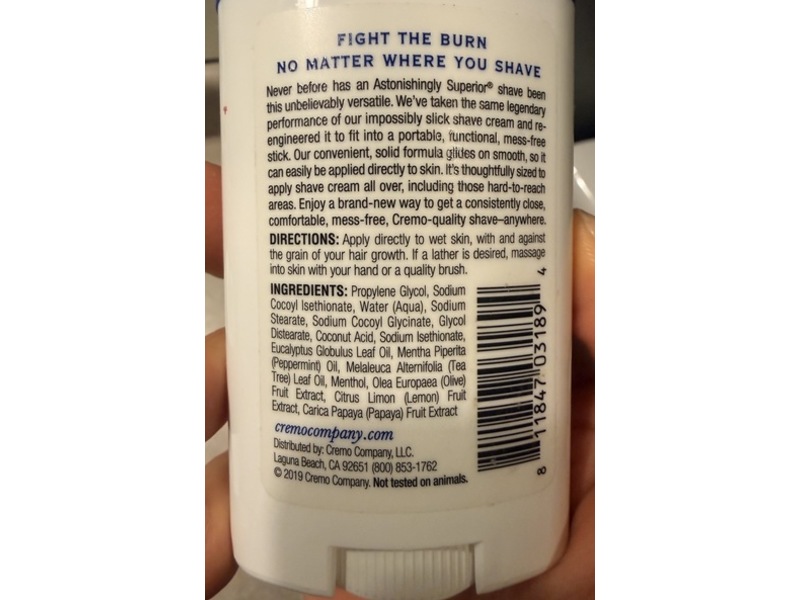 FIGHT THE BURN
NO MATTER WHERE YOU SHAVE
Never before has an Astonishingly Superior® shave been
this unbelievably versatile. We've taken the same legendary
performance of our impossibly slick shave cream and re-
engineered it to fit into a portable, functional, mess-free
stick. Our convenient, solid formula glides on smooth, so it
can easily be applied directly to skin. It's thoughtfully sized to
apply shave cream all over, including those hard-to-reach
areas. Enjoy a brand-new way to get a consistently close,
comfortable, mess-free, Cremo-quality shave–anywhere.
DIRECTIONS: Apply directly to wet skin, with and against
the grain of your hair growth. If a lather is desired, massage
into skin with your hand or a quality brush.
INGREDIENTS: Propylene Glycol, Sodium
Cocoyl Isethionate, Water (Aqua), Sodium
Stearate, Sodium Cocoyl Glycinate, Glycol
Distearate, Coconut Acid, Sodium Isethionate,
Eucalyptus Globulus Leaf Oil, Mentha Piperita
(Peppermint) Oil, Melaleuca Alternifolia (Tea
Tree) Leaf Oil, Menthol, Olea Europaea (Olive)
Fruit Extract, Citrus Limon (Lemon) Fruit
Extract, Carica Papaya (Papaya) Fruit Extract
cremocompany.com
Distributed by: Cremo Company, LLC.
Laguna Beach, CA 92651 (800) 853-1762
© 2019 Cremo Company. Not tested on animals.
8 11847 03189 4